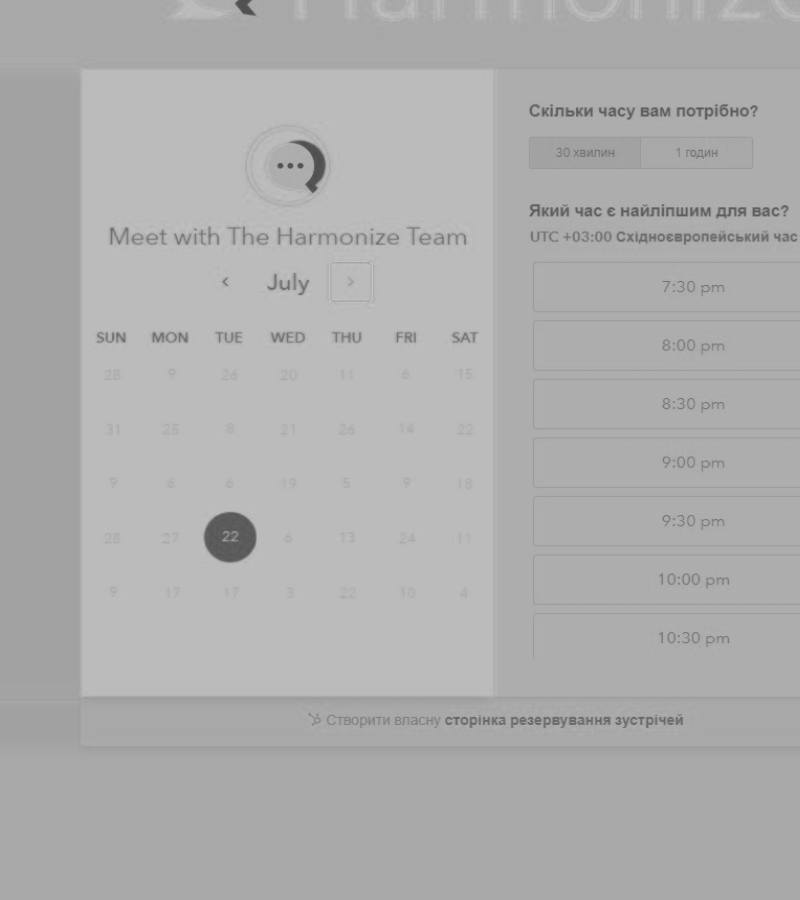 Harmonize
Meet with The Harmonize Team
July
SUN MON TUE WED THU FRI SAT
28 9 26 20 11 6 15
31 25 8 21 26 14 22
9 6 6 19 5 9 18
28 27 22 6 13 24 11
9 17 17 3 22 10 4
Скільки часу вам потрібно?
30 хвилин 1 годин
Який час є найліпшим для вас?
UTC +03:00 Східноєвропейський час
7:30 pm
8:00 pm
8:30 pm
9:00 pm
9:30 pm
10:00 pm
10:30 pm
Створити власну сторінка резервування зустрічей